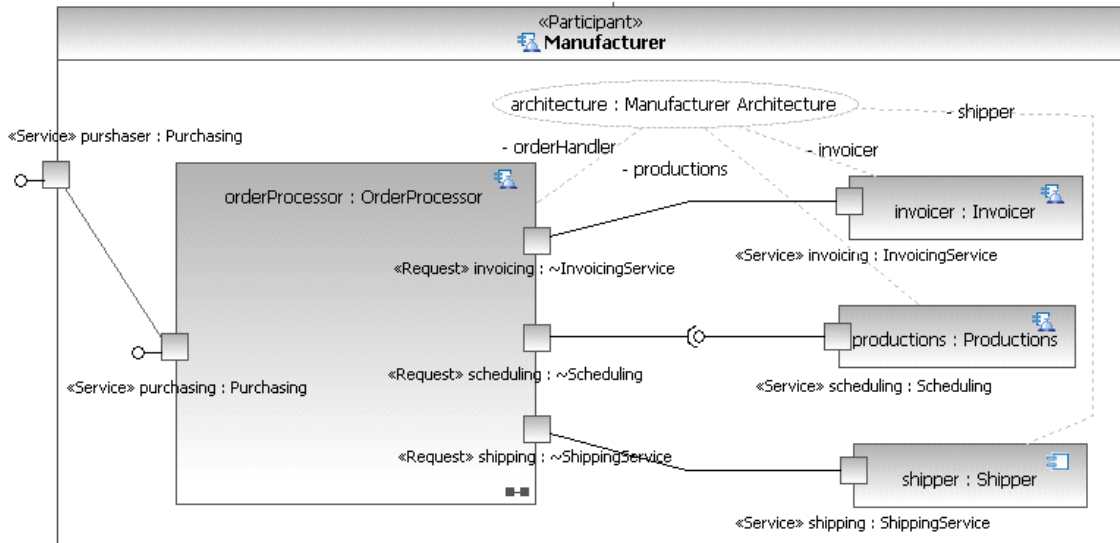 «Participant»
Manufacturer
architecture : Manufacturer Architecture
- shipper
«Service» purshaser : Purchasing
- orderHandler
- invoicer
- productions
orderProcessor : OrderProcessor
invoicer : Invoicer
«Request» invoicing : ~InvoicingService
«Service» invoicing : InvoicingService
productions : Productions
«Request» scheduling : ~Scheduling
«Service» purchasing : Purchasing
«Service» scheduling : Scheduling
«Request» shipping : ~ShippingService
shipper : Shipper
«Service» shipping : ShippingService